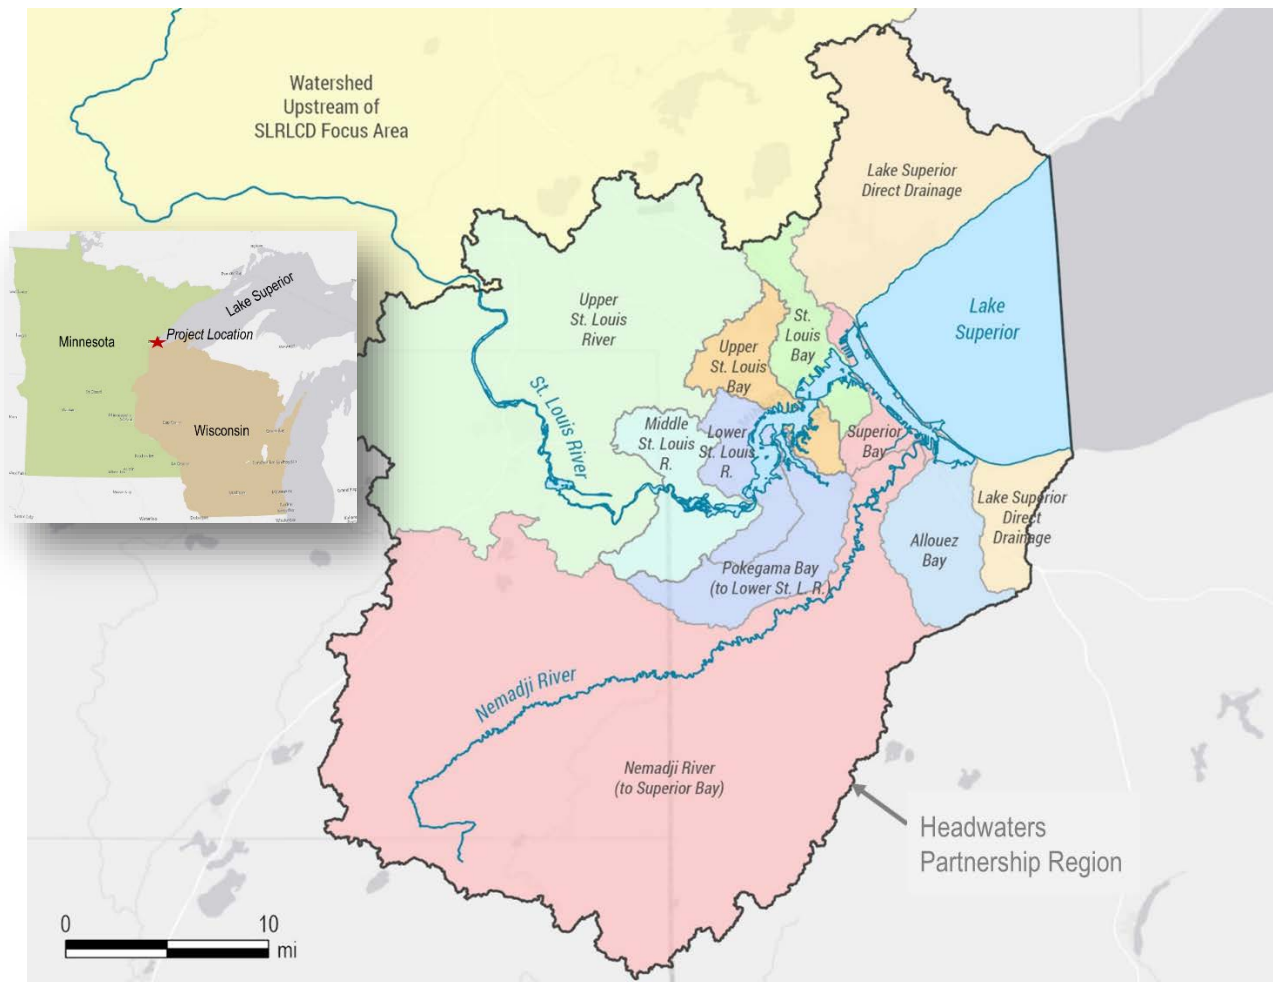 Watershed
Upstream of
SLRLCD Focus Area
Lake Superior
Direct Drainage
Lake Superior
Project Location
Minnesota
Wisconsin
Upper
St. Louis
River
St.
Louis
Bay
Lake
Superior
Upper
St. Louis
Bay
St. Louis River
Middle
St. Louis
R.
Lower
St. Louis
R.
Superior
Bay
Lake Superior
Direct
Drainage
Allouez
Bay
Pokegama Bay
(to Lower St. L. R.)
Nemadji River
Nemadji River
(to Superior Bay)
Headwaters
Partnership Region
0 10
mi